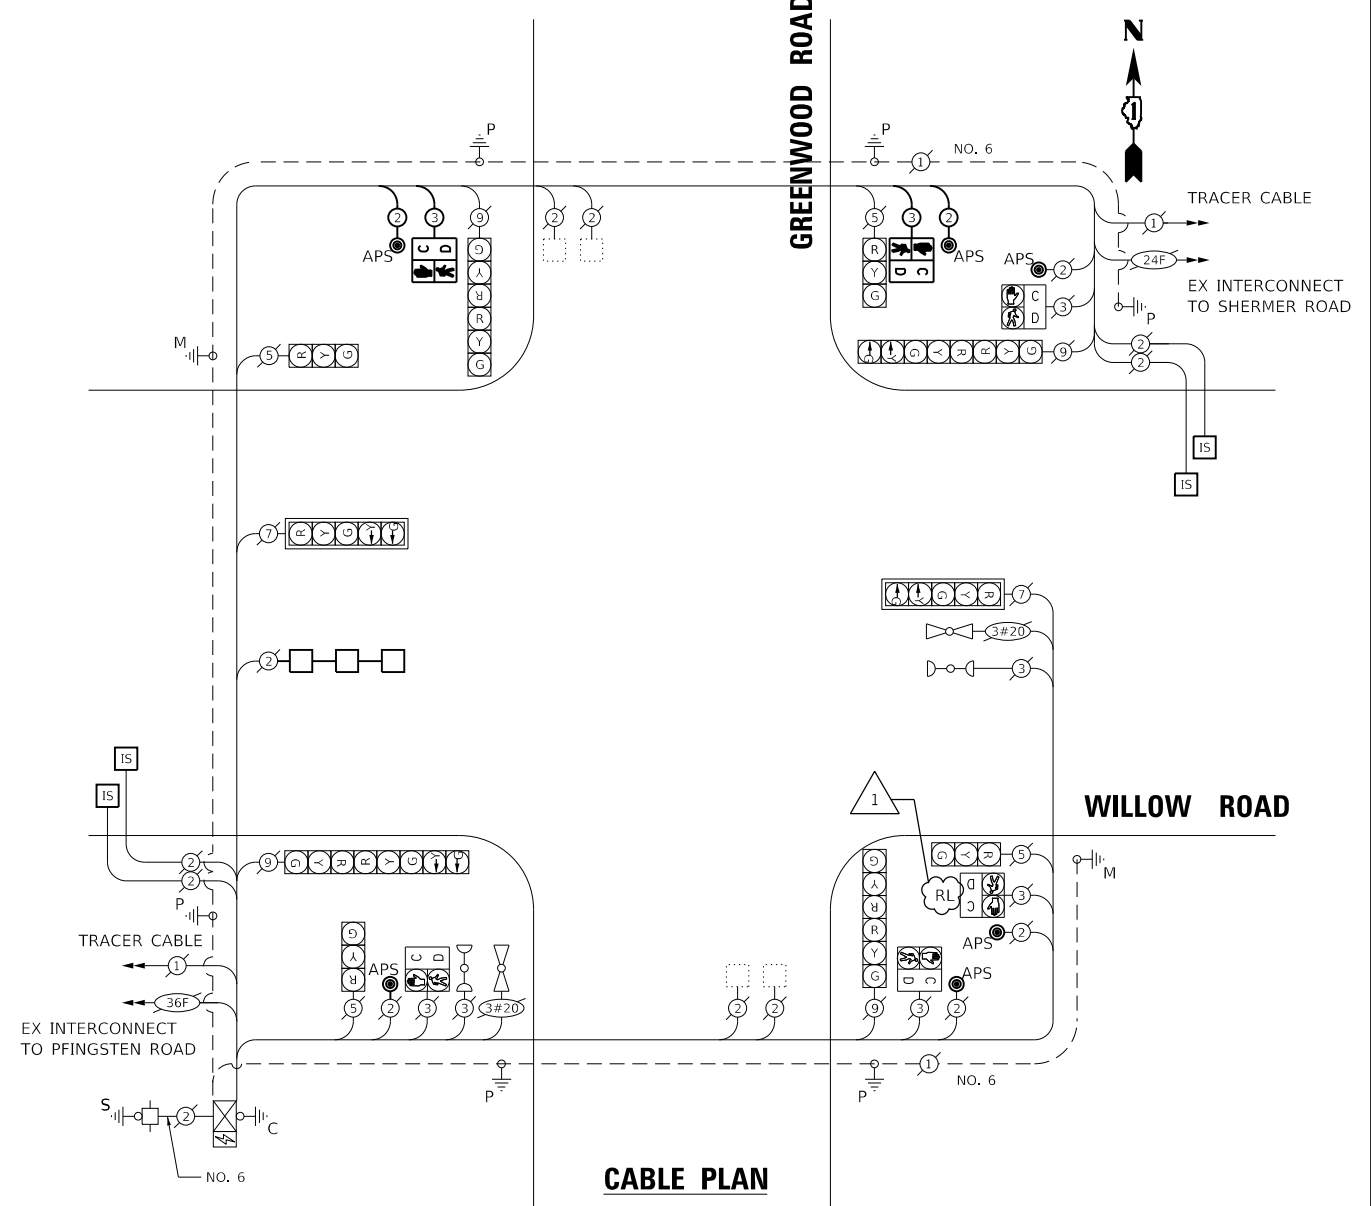 GREENWOOD ROAD
N
1
P
P
1
NO. 6
2
3
9
2
2
5
3
2
TRACER CABLE
1
APS
C D
G
Y
R
R
Y
G
R
Y
G
D C
APS
APS
2
24F
EX INTERCONNECT
TO SHERMER ROAD
C
D
3
P
M
5
R Y G
G Y G Y R R Y G
9
2
2
IS
IS
7
R Y G Y G
G Y G Y R
7
3#20
2
3
IS
IS
1
WILLOW ROAD
2
2
9
G Y R R Y G Y G
G
Y
R
R
Y
G
G Y R
5
D
C
RL
3
M
P
APS
2
TRACER CABLE
1
G
Y
R
APS
C D
D C
APS
36F
5
2
3
3
3#20
2
2
9
3
2
EX INTERCONNECT
TO PFINGSTEN ROAD
P
P
1
NO. 6
S
2
C
NO. 6
CABLE PLAN